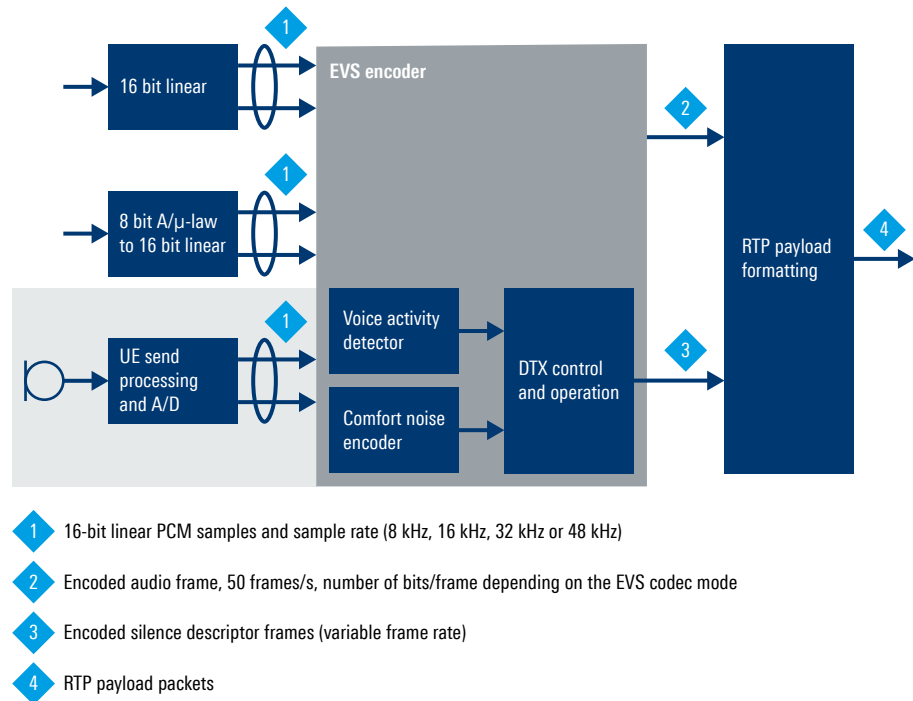 1
16 bit linear
EVS encoder
2
1
8 bit A/μ-law
to 16 bit linear
RTP payload
formatting
4
1
UE send
processing
and A/D
Voice activity
detector
Comfort noise
encoder
DTX control
and operation
3
1 16-bit linear PCM samples and sample rate (8 kHz, 16 kHz, 32 kHz or 48 kHz)
2 Encoded audio frame, 50 frames/s, number of bits/frame depending on the EVS codec mode
3 Encoded silence descriptor frames (variable frame rate)
4 RTP payload packets